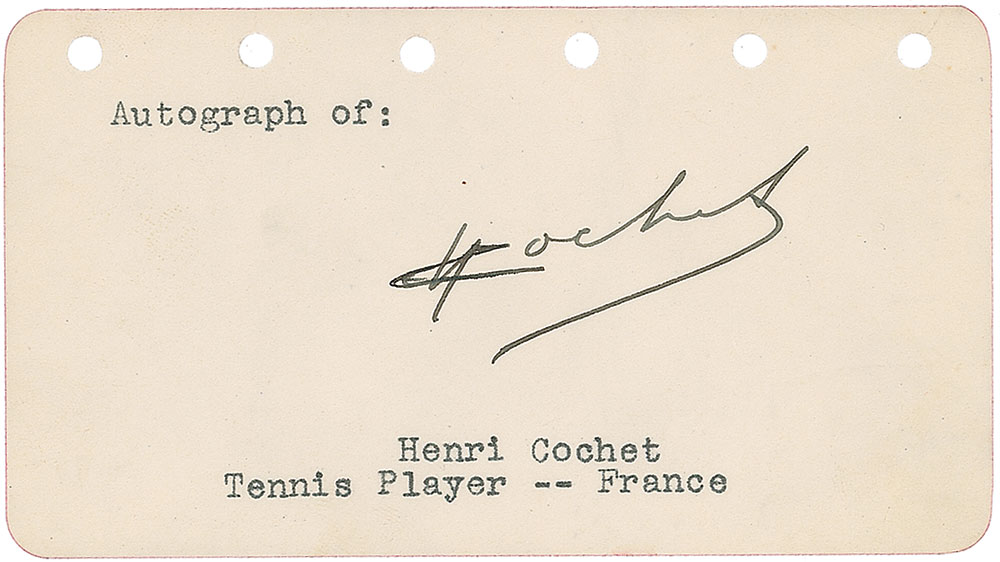 Autograph of:
H Cochet
Henri Cochet
Tennis Player -- France